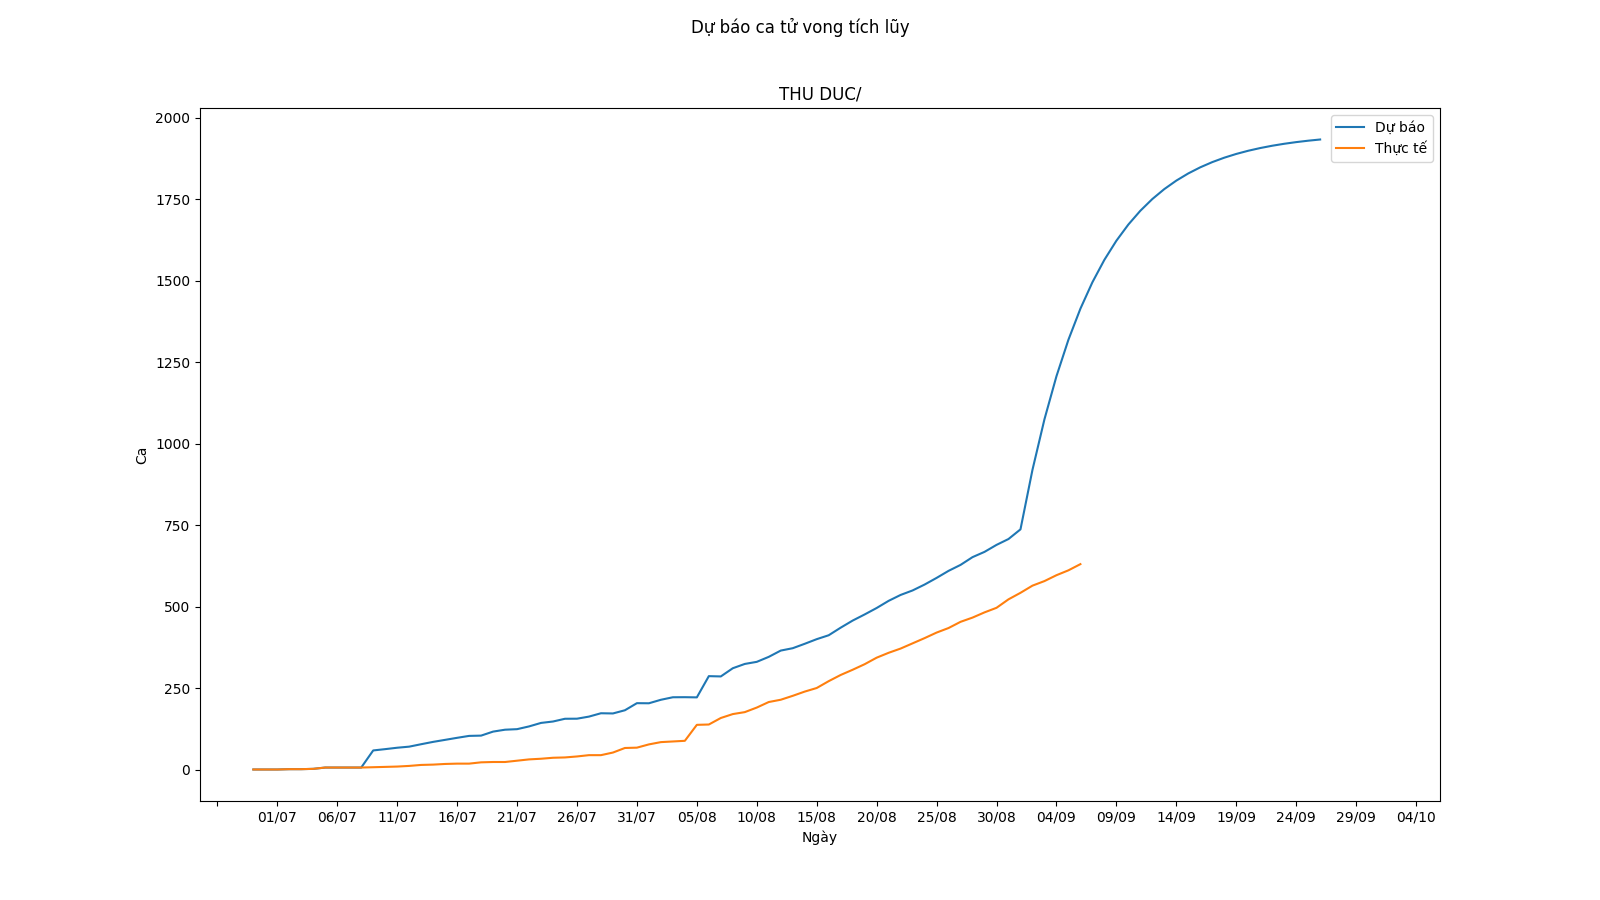 Dự báo ca tử vong tích lũy
THU DUC/
2000
1750
1500
1250
1000
750
500
250
0
Ca
Dự báo
Thực tế
01/07 06/07 11/07 16/07 21/07 26/07 31/07 05/08 10/08 15/08 20/08 25/08 30/08 04/09 09/09 14/09 19/09 24/09 29/09 04/10
Ngày